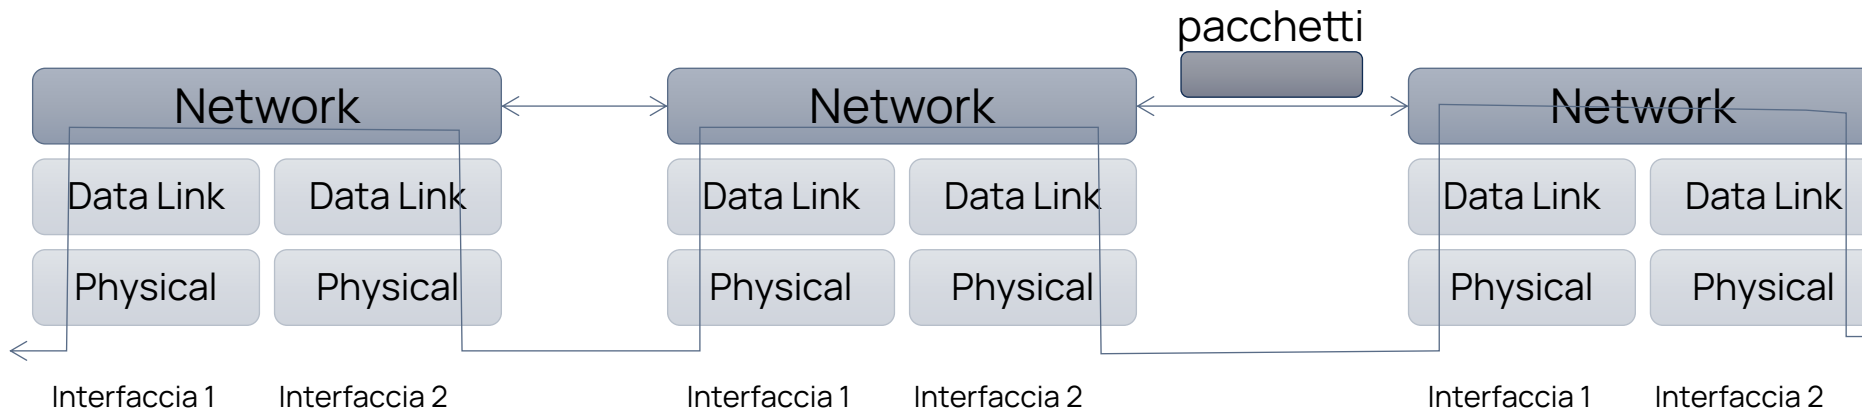 pacchetti
Network Network Network
Data Link Data Link Data Link Data Link Data Link Data Link
Physical Physical Physical Physical Physical Physical
Interfaccia 1 Interfaccia 2 Interfaccia 1 Interfaccia 2 Interfaccia 1 Interfaccia 2